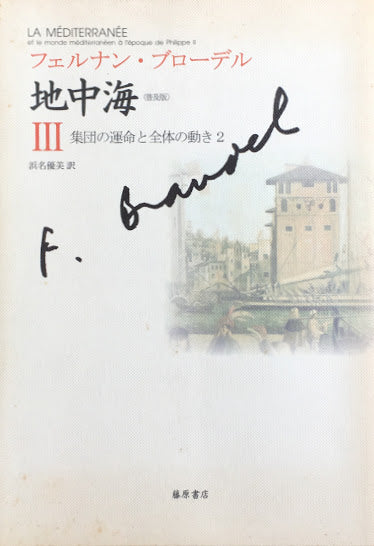 LA MÉDITERRANÉE
et le monde méditerranéen à l'époque de Philippe II
フェルナン・ブローデル
地中海 〈普及版〉
III 集団の運命と全体の動き 2
浜名優美 訳
F. Braudel
藤原書店